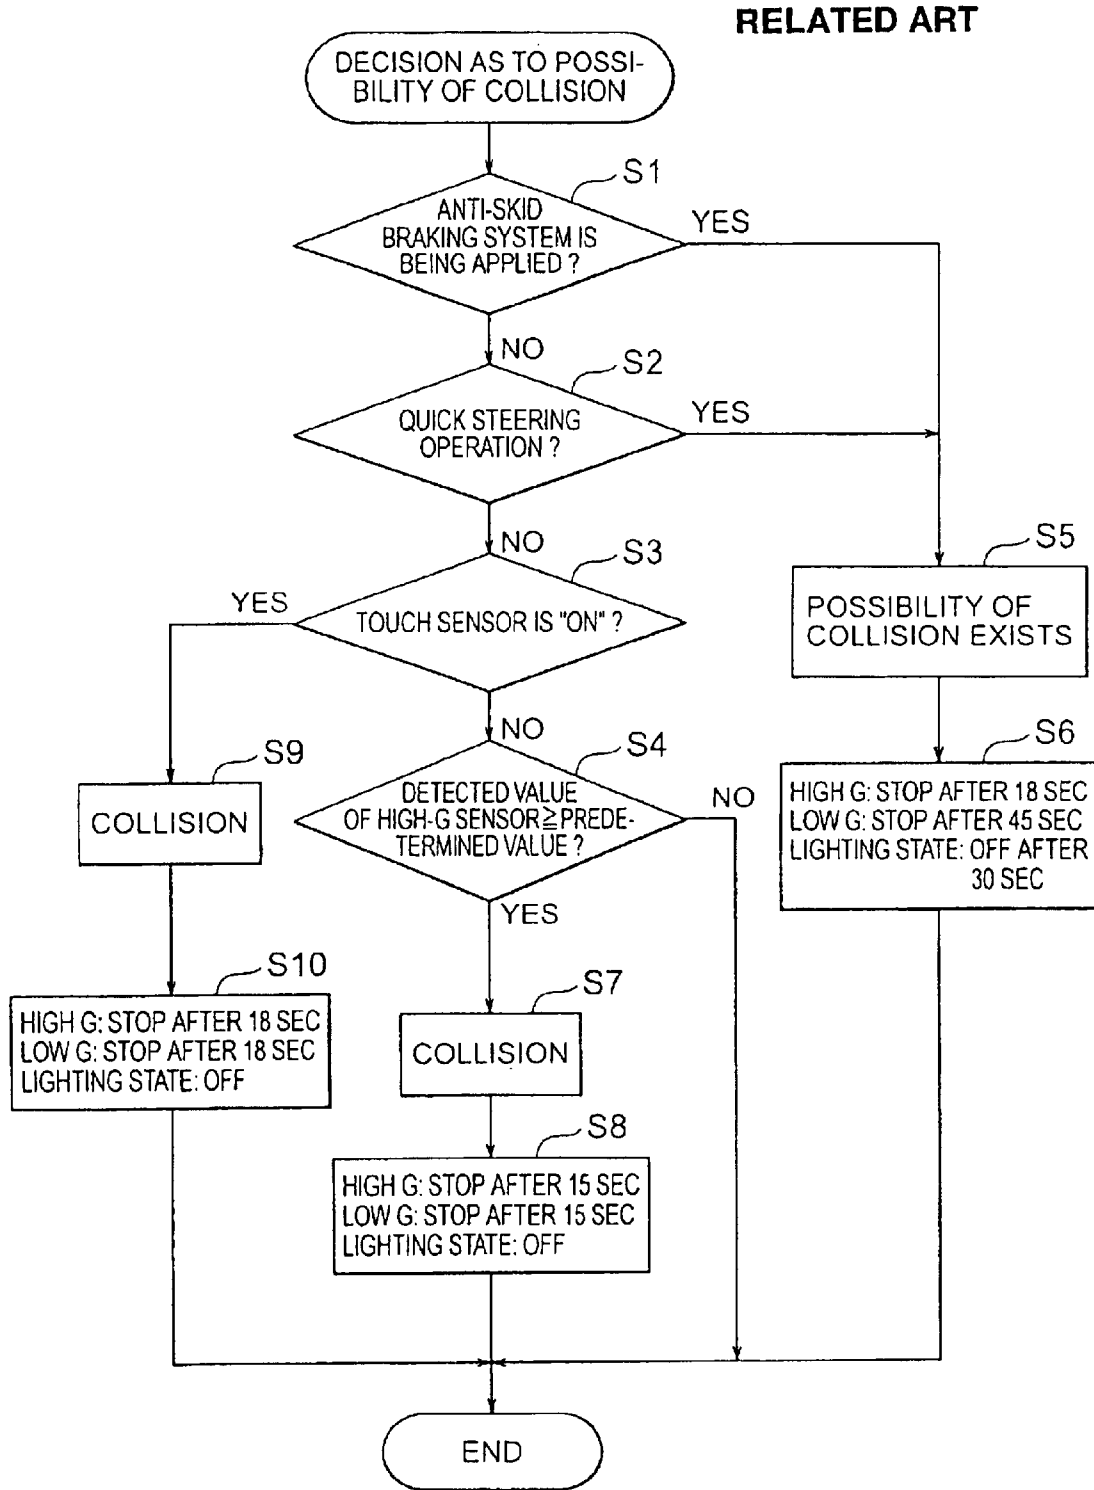 RELATED ART
DECISION AS TO POSSI-
BILITY OF COLLISION
S1
ANTI-SKID
BRAKING SYSTEM IS
BEING APPLIED ?
YES
NO
S2
QUICK STEERING
OPERATION ?
YES
NO
S3
TOUCH SENSOR IS "ON" ?
YES
NO
S4
DETECTED VALUE
OF HIGH-G SENSOR≧PREDE-
TERMINED VALUE ?
NO
YES
S5
POSSIBILITY OF
COLLISION EXISTS
S6
HIGH G: STOP AFTER 18 SEC
LOW G: STOP AFTER 45 SEC
LIGHTING STATE: OFF AFTER
30 SEC
S9
COLLISION
S10
HIGH G: STOP AFTER 18 SEC
LOW G: STOP AFTER 18 SEC
LIGHTING STATE: OFF
S7
COLLISION
S8
HIGH G: STOP AFTER 15 SEC
LOW G: STOP AFTER 15 SEC
LIGHTING STATE: OFF
END